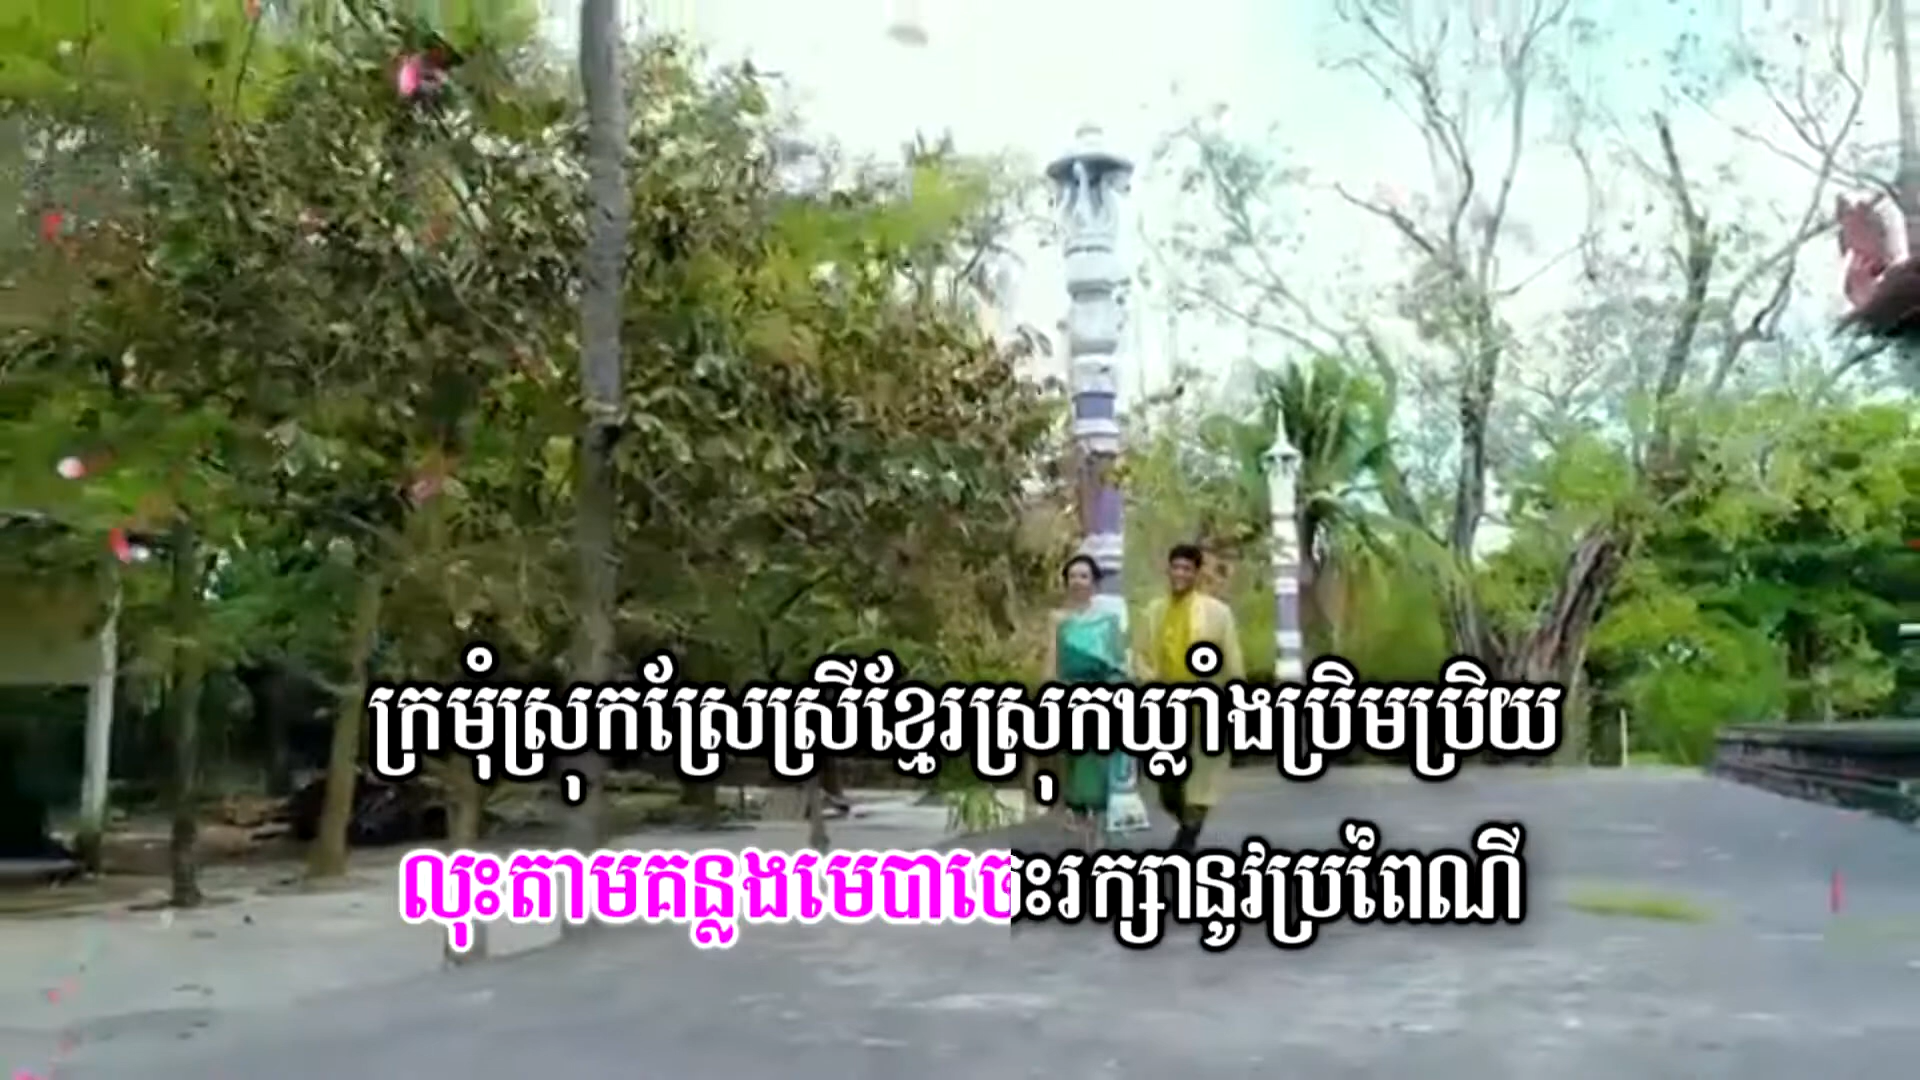 ក្រមុំស្រុកស្រែស្រីខ្មែរស្រុកឃ្លាំងប្រិមប្រិយ
លុះតាមគន្លងមេបាចេះរក្សានូវប្រពៃណី